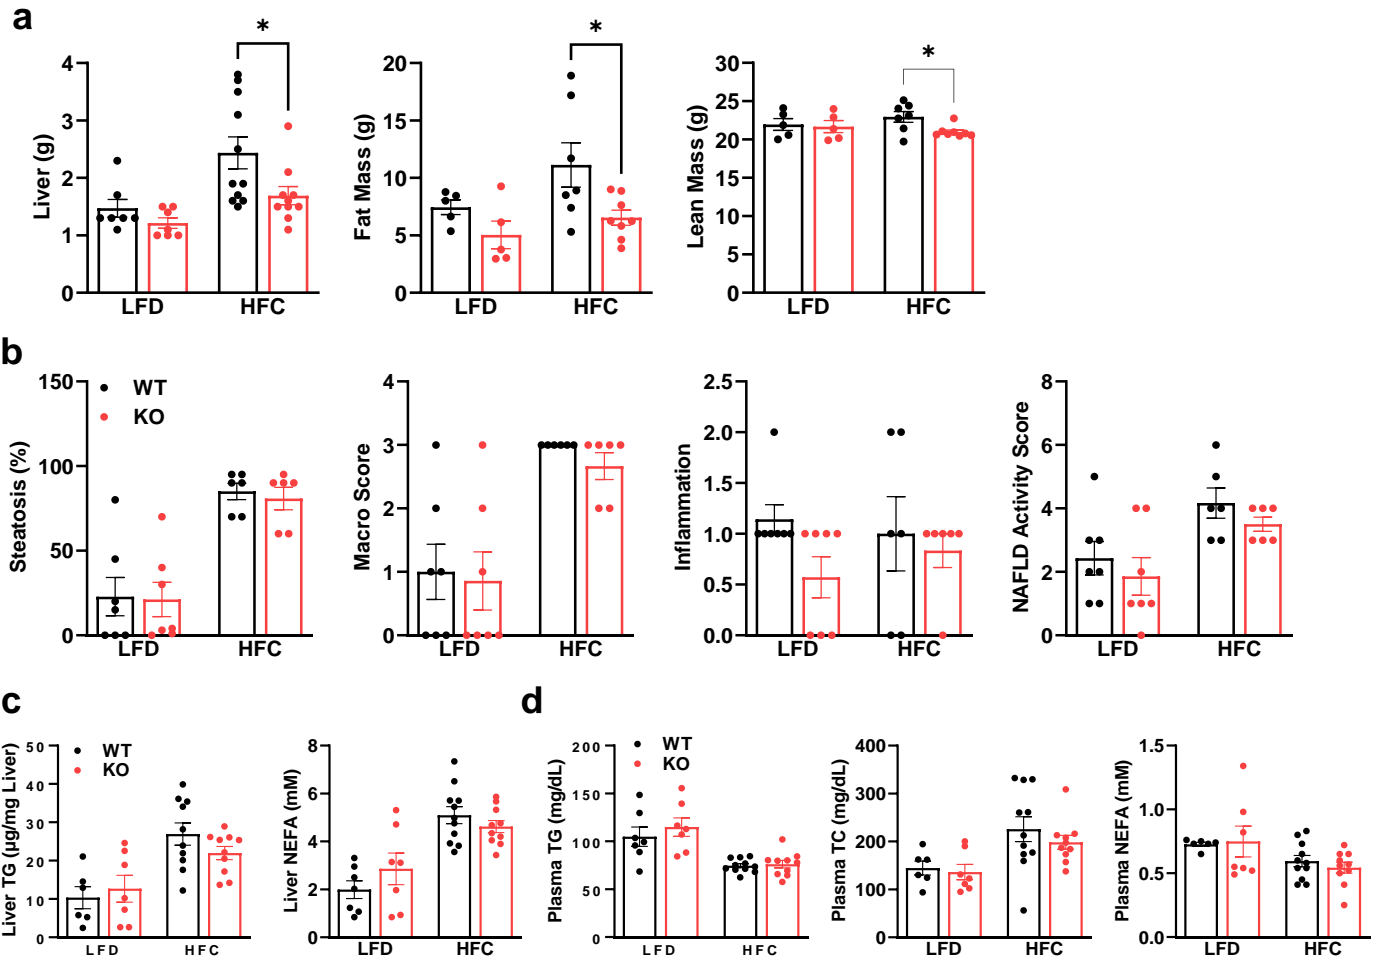 a
*
*
*
Liver (g)
4
3
2
1
0
LFD
HFC
Fat Mass (g)
20
15
10
5
0
LFD
HFC
Lean Mass (g)
30
25
20
15
10
5
0
LFD
HFC
b
Steatosis (%)
150
100
50
0
WT
KO
LFD
HFC
Macro Score
4
3
2
1
0
LFD
HFC
Inflammation
2.5
2.0
1.5
1.0
0.5
0.0
LFD
HFC
NAFLD Activity Score
8
6
4
2
0
LFD
HFC
c
Liver TG (µg/mg Liver)
50
40
30
20
10
0
WT
KO
LFD
HFC
Liver NEFA (mM)
8
6
4
2
0
LFD
HFC
d
Plasma TG (mg/dL)
200
150
100
50
0
WT
KO
LFD
HFC
Plasma TC (mg/dL)
400
300
200
100
0
LFD
HFC
Plasma NEFA (mM)
1.5
1.0
0.5
0.0
LFD
HFC